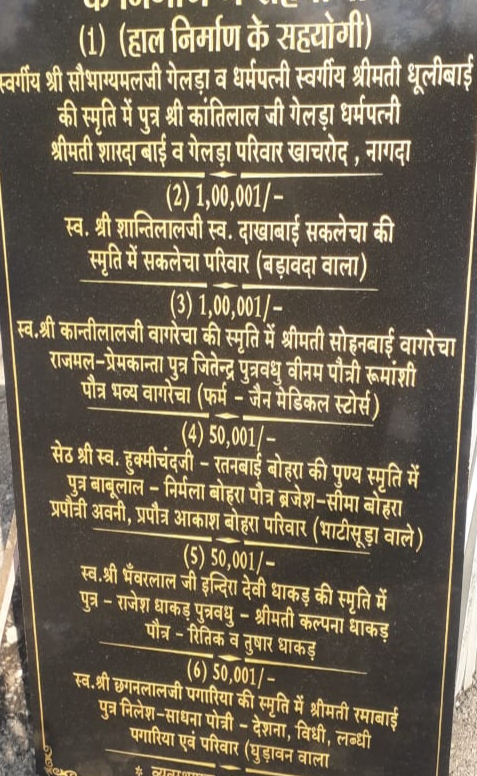 के निर्माण
(1) (हाल निर्माण के सहयोगी)
स्वर्गीय श्री सौभाग्यमलजी गेलड़ा व धर्मपत्नी स्वर्गीय श्रीमती धूलीबाई
की स्मृति में पुत्र श्री कांतिलाल जी गेलड़ा धर्मपत्नी
श्रीमती शारदा बाई व गेलड़ा परिवार खाचरोद , नागदा
(2) 1,00,001/-
स्व. श्री शान्तिलालजी स्व. दाखाबाई सकलेचा की
स्मृति में सकलेचा परिवार (बड़ावदा वाला)
(3) 1,00,001/-
स्व.श्री कान्तीलालजी वागरेचा की स्मृति में श्रीमती सोहनबाई वागरेचा
राजमल-प्रेमकान्ता पुत्र जितेन्द्र पुत्रवधु वीनम पौत्री रूमांशी
पौत्र भव्य वागरेचा (फर्म - जैन मेडिकल स्टोर्स)
(4) 50,001/-
सेठ श्री स्व. हुक्मीचंदजी - रतनबाई बोहरा की पुण्य स्मृति में
पुत्र बाबूलाल - निर्मला बोहरा पौत्र ब्रजेश-सीमा बोहरा
प्रपौत्री अवनी, प्रपौत्र आकाश बोहरा परिवार (भाटीसूड़ा वाले)
(5) 50,001/-
स्व.श्री भँवरलाल जी इन्दिरा देवी धाकड़ की स्मृति में
पुत्र - राजेश धाकड़ पुत्रवधु - श्रीमती कल्पना धाकड़
पौत्र - रितिक व तुषार धाकड़
(6) 50,001/-
स्व.श्री छगनलालजी पगारिया की स्मृति में श्रीमती रमाबाई
पुत्र निलेश-साधना पोत्री - देशना, विधी, लब्धी
पगारिया एवं परिवार (घुड़ावन वाला